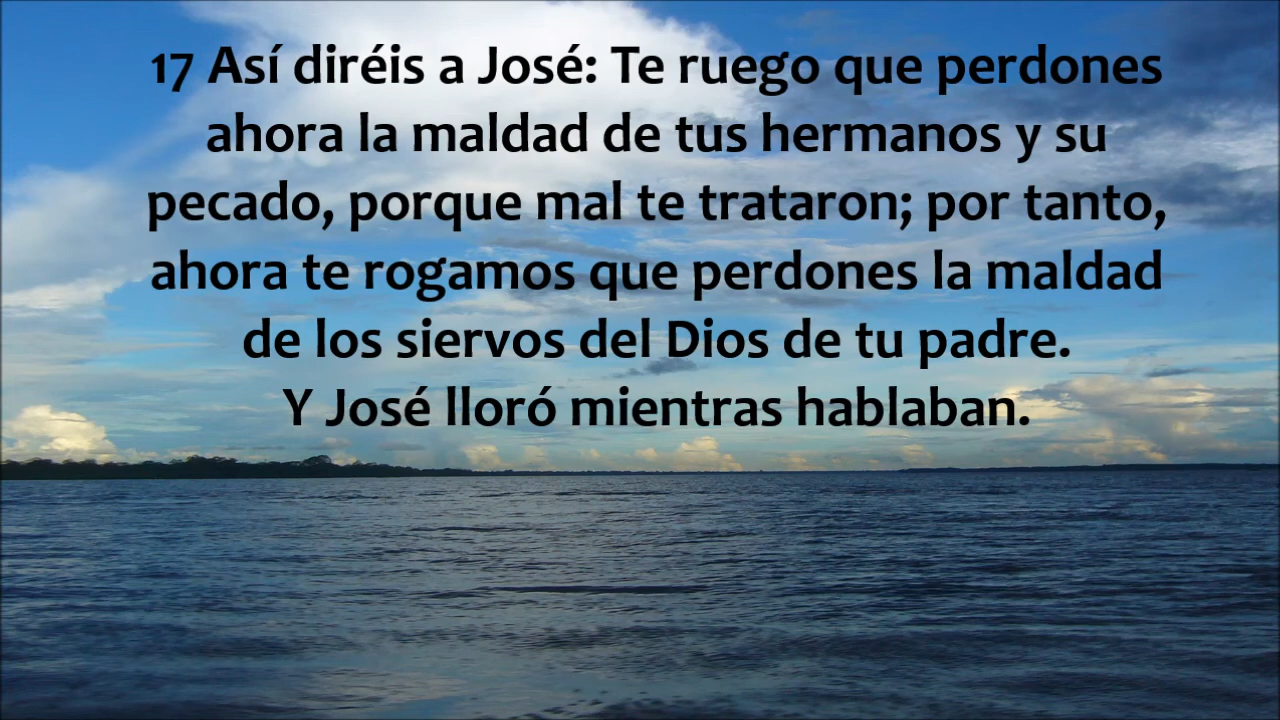 17 Así diréis a José: Te ruego que perdones
ahora la maldad de tus hermanos y su
pecado, porque mal te trataron; por tanto,
ahora te rogamos que perdones la maldad
de los siervos del Dios de tu padre.
Y José lloró mientras hablaban.